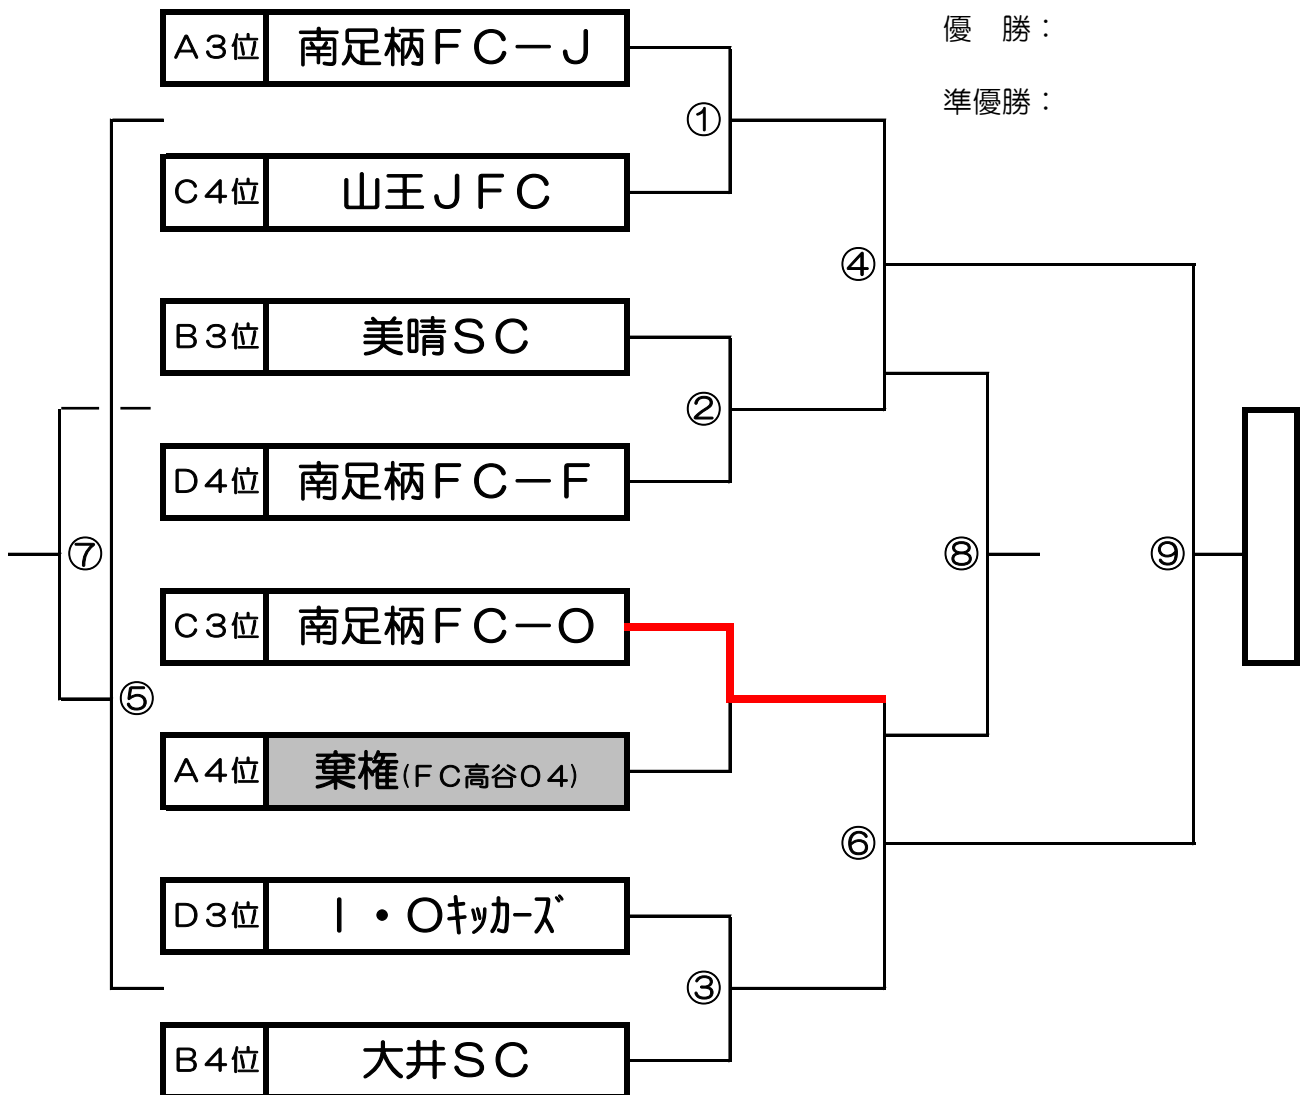 優　勝：
準優勝：
Ａ３位 南足柄ＦＣ－Ｊ
①
Ｃ４位 山王ＪＦＣ
④
Ｂ３位 美晴ＳＣ
②
Ｄ４位 南足柄ＦＣ－Ｆ
⑦ ⑧ ⑨
Ｃ３位 南足柄ＦＣ－Ｏ
⑤
Ａ４位 棄権(ＦＣ高谷０４)
⑥
Ｄ３位 Ｉ・Ｏｷｯｶｰｽﾞ
③
Ｂ４位 大井ＳＣ